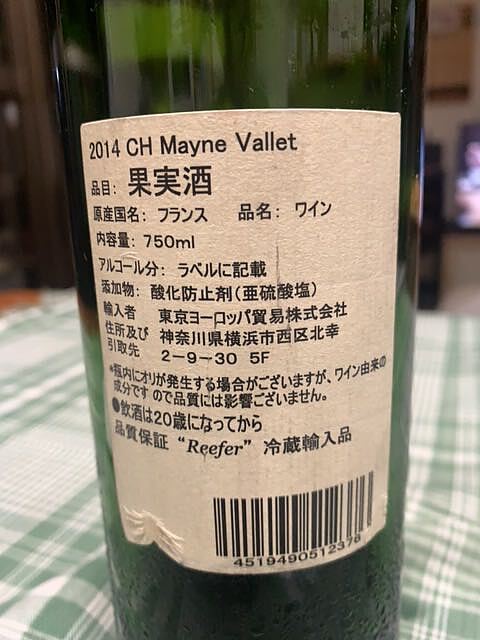 2014 CH Mayne Vallet
品目: 果実酒
原産国名: フランス 品名: ワイン
内容量: 750ml
アルコール分: ラベルに記載
添加物: 酸化防止剤(亜硫酸塩)
輸入者 東京ヨーロッパ貿易株式会社
住所及び 神奈川県横浜市西区北幸
引取先 2-9-30 5F
*瓶内にオリが発生する場合がございますが、ワイン由来の
成分です ので品質には影響ございません。
●飲酒は20歳になってから
品質保証 “Reefer” 冷蔵輸入品
4519490512376